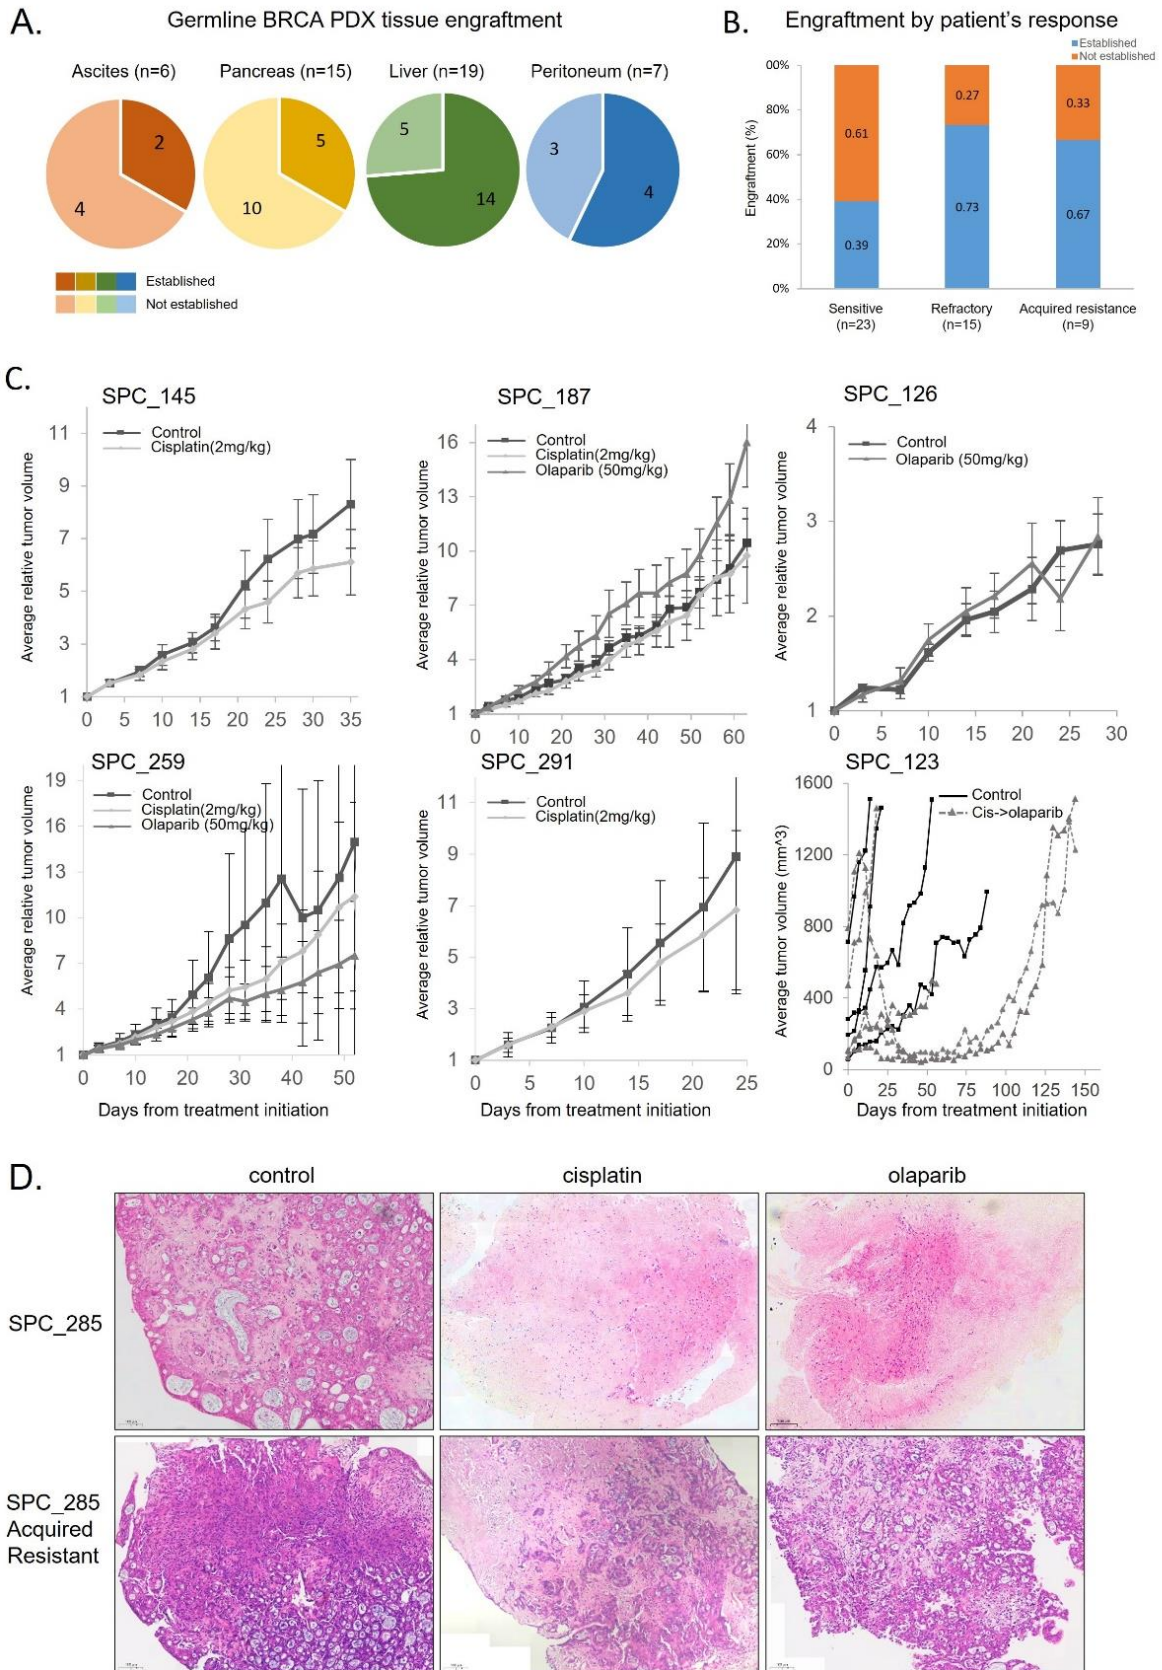 A.
Germline BRCA PDX tissue engraftment
Ascites (n=6)
Pancreas (n=15)
Liver (n=19)
Peritoneum (n=7)
2
4
5
10
5
14
3
4
Established
Not established
B.
Engraftment by patient's response
Established
Not established
Engraftment (%)
00%
80%
60%
40%
20%
0%
0.61
0.39
0.27
0.73
0.33
0.67
Sensitive
(n=23)
Refractory
(n=15)
Acquired resistance
(n=9)
C.
SPC_145
Control
Cisplatin(2mg/kg)
Average relative tumor volume
11
9
7
5
3
1
0 5 10 15 20 25 30 35
SPC_187
Control
Cisplatin(2mg/kg)
Olaparib (50mg/kg)
Average relative tumor volume
16
13
10
7
4
1
0 10 20 30 40 50 60
SPC_126
Control
Olaparib (50mg/kg)
Average relative tumor volume
4
3
2
1
0 5 10 15 20 25 30
SPC_259
Control
Cisplatin(2mg/kg)
Olaparib (50mg/kg)
Average relative tumor volume
19
16
13
10
7
4
1
0 10 20 30 40 50
Days from treatment initiation
SPC_291
Control
Cisplatin(2mg/kg)
Average relative tumor volume
11
9
7
5
3
1
0 5 10 15 20 25
Days from treatment initiation
SPC_123
Control
Cis->olaparib
Average tumor volume (mm^3)
1600
1200
800
400
0
0 25 50 75 100 125 150
Days from treatment initiation
D.
control
cisplatin
olaparib
SPC_285
SPC_285
Acquired
Resistant